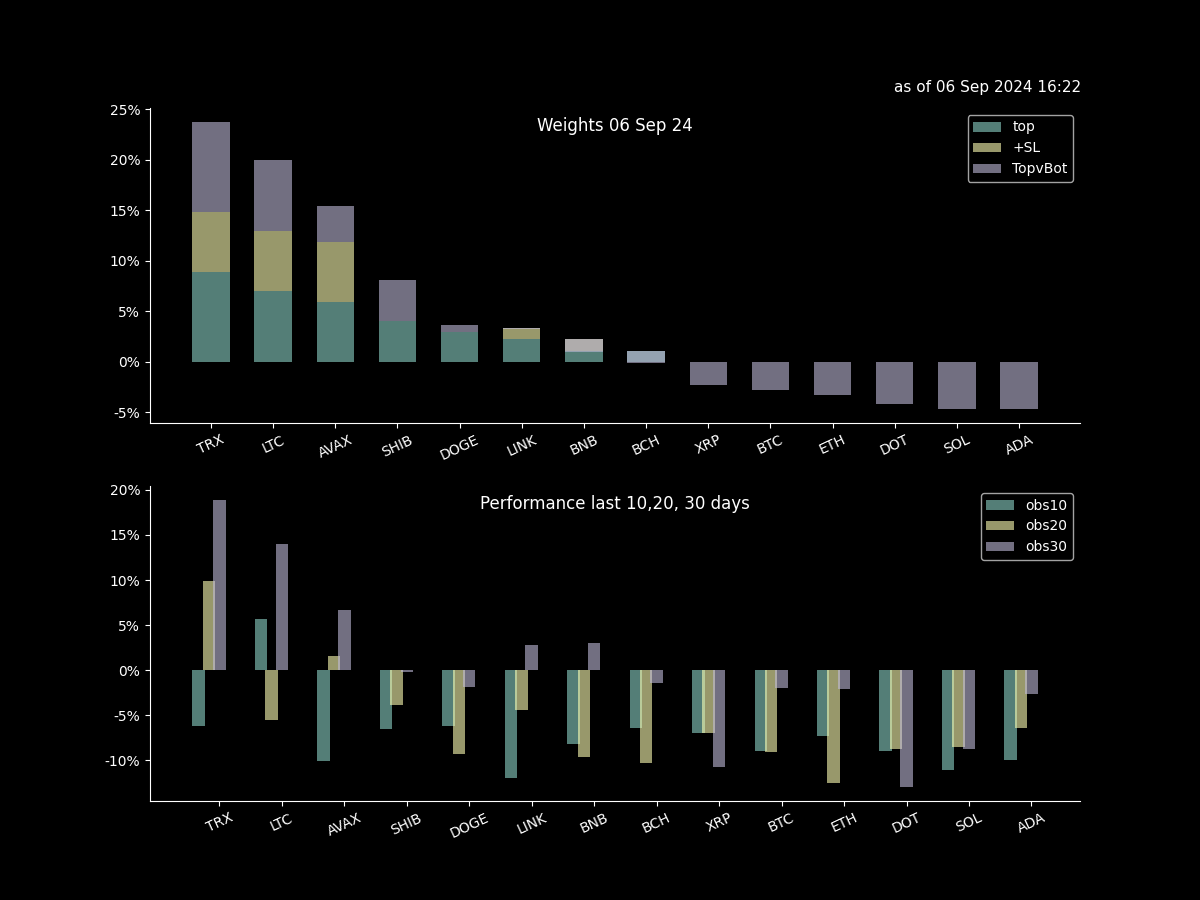 as of 06 Sep 2024 16:22
Weights 06 Sep 24
top
+SL
TopvBot
25%
20%
15%
10%
5%
0%
-5%
TRX LTC AVAX SHIB DOGE LINK BNB BCH XRP BTC ETH DOT SOL ADA
Performance last 10,20, 30 days
obs10
obs20
obs30
20%
15%
10%
5%
0%
-5%
-10%
TRX LTC AVAX SHIB DOGE LINK BNB BCH XRP BTC ETH DOT SOL ADA